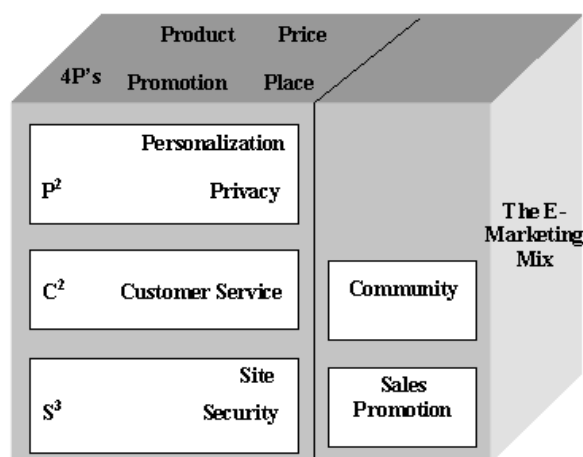 Product Price
4P's Promotion Place
Personalization
P² Privacy
C² Customer Service
Site
S³ Security
Community
Sales
Promotion
The E-
Marketing
Mix